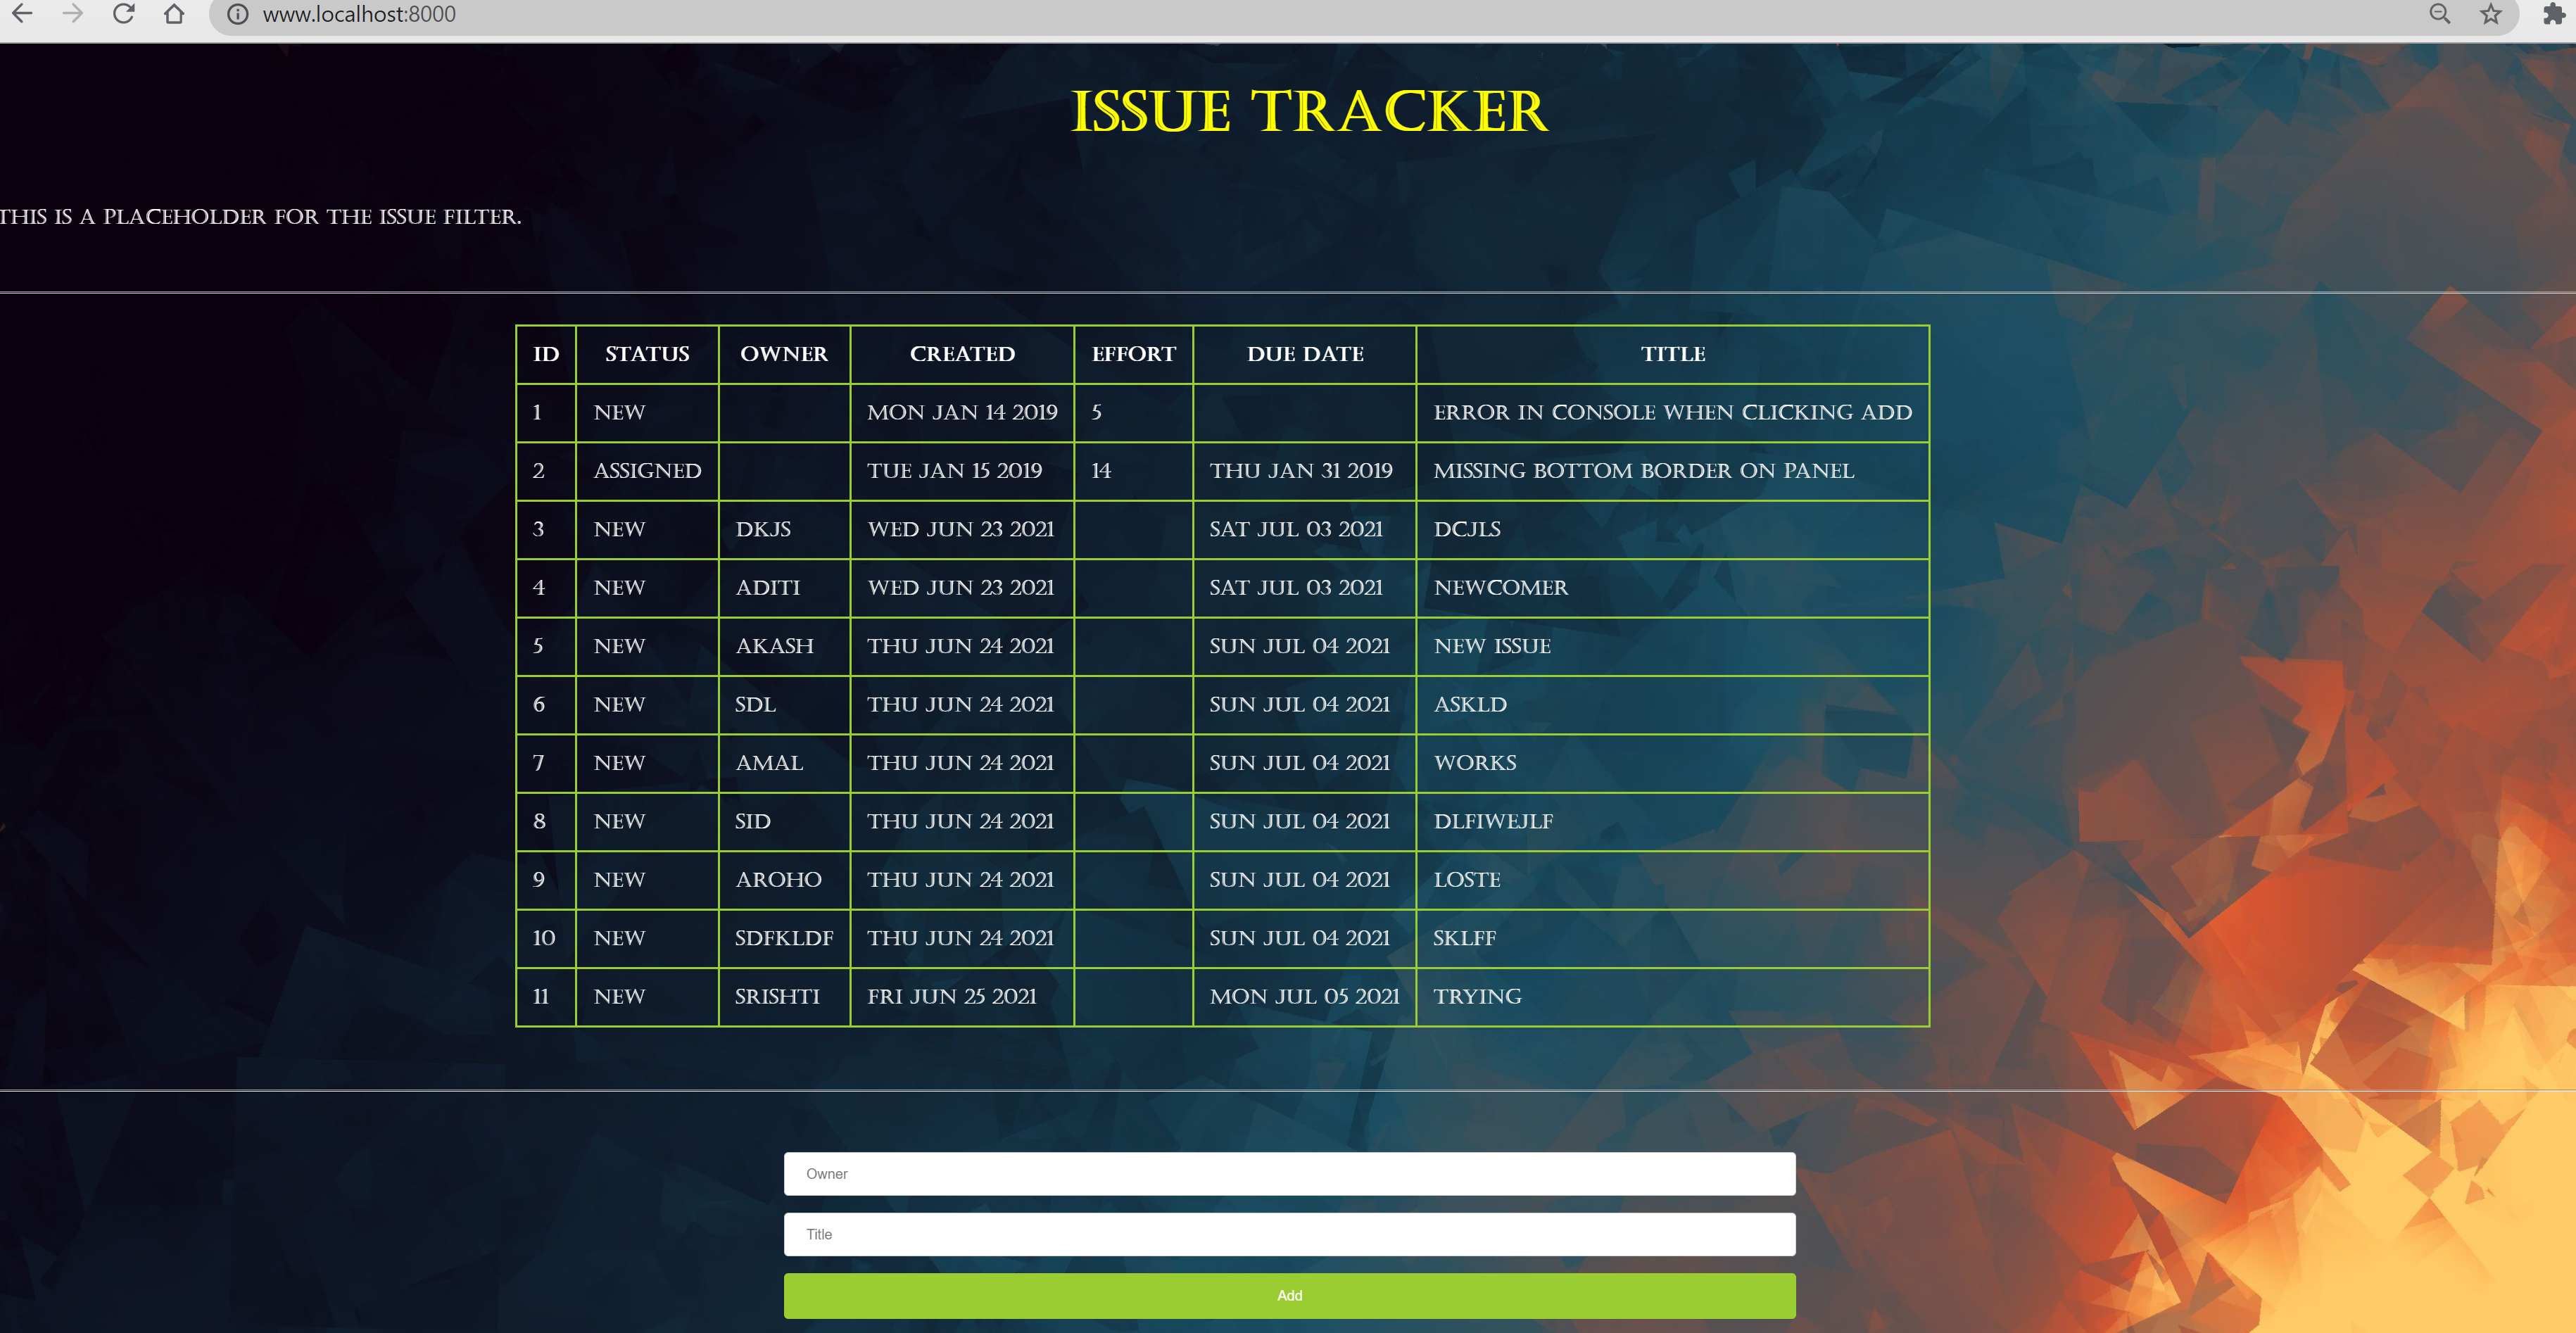 www.localhost:8000
ISSUE TRACKER
THIS IS A PLACEHOLDER FOR THE ISSUE FILTER.
ID STATUS OWNER CREATED EFFORT DUE DATE TITLE
1 NEW MON JAN 14 2019 5 ERROR IN CONSOLE WHEN CLICKING ADD
2 ASSIGNED TUE JAN 15 2019 14 THU JAN 31 2019 MISSING BOTTOM BORDER ON PANEL
3 NEW DKJS WED JUN 23 2021 SAT JUL 03 2021 DCJLS
4 NEW ADITI WED JUN 23 2021 SAT JUL 03 2021 NEWCOMER
5 NEW AKASH THU JUN 24 2021 SUN JUL 04 2021 NEW ISSUE
6 NEW SDL THU JUN 24 2021 SUN JUL 04 2021 ASKLD
7 NEW AMAL THU JUN 24 2021 SUN JUL 04 2021 WORKS
8 NEW SID THU JUN 24 2021 SUN JUL 04 2021 DLFIWEJLF
9 NEW AROHO THU JUN 24 2021 SUN JUL 04 2021 LOSTE
10 NEW SDFKLDF THU JUN 24 2021 SUN JUL 04 2021 SKLFF
11 NEW SRISHTI FRI JUN 25 2021 MON JUL 05 2021 TRYING
Owner
Title
Add